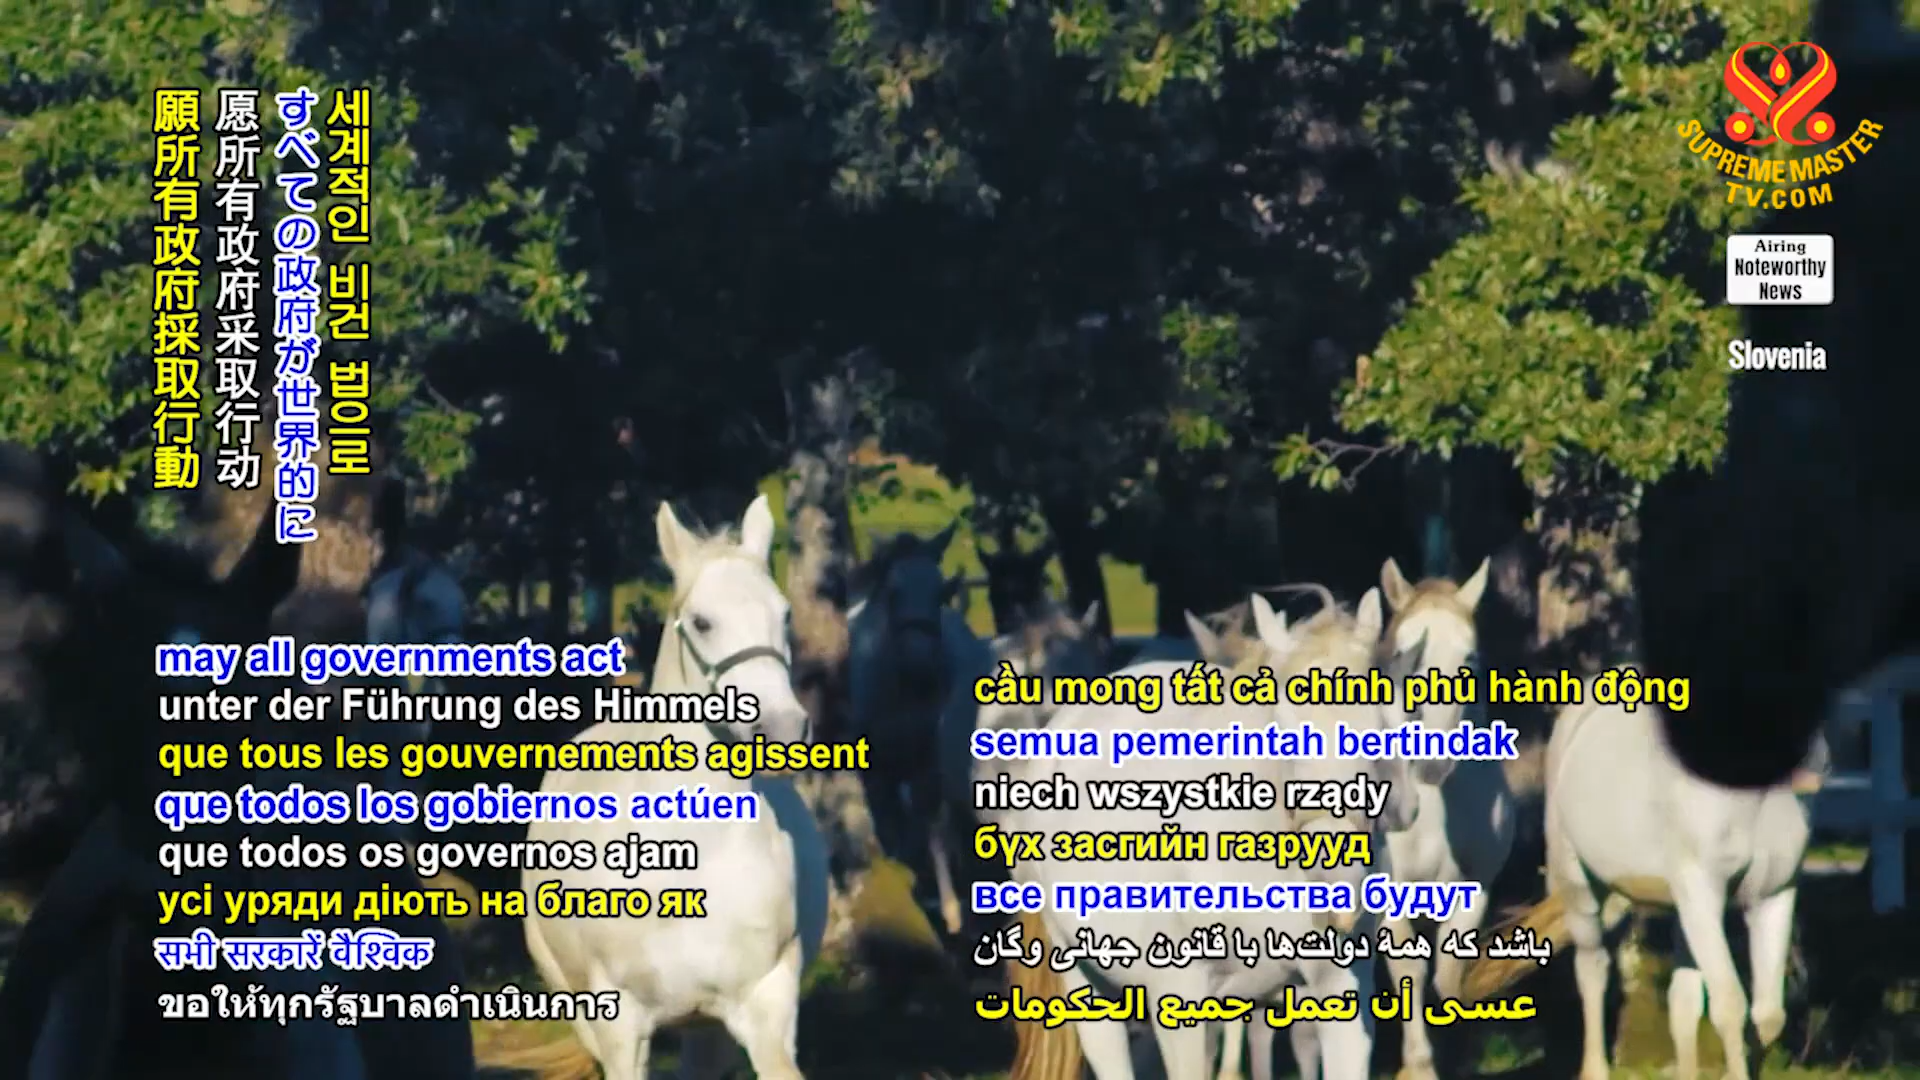 願所有政府採取行動
愿所有政府采取行动
すべての政府が世界的に
세계적인 비건 법으로
SUPREME MASTER
TV.COM
Airing
Noteworthy
News
Slovenia
may all governments act
unter der Führung des Himmels
que tous les gouvernements agissent
que todos los gobiernos actúen
que todos os governos ajam
усі уряди діють на благо як
सभी सरकारें वैश्विक
ขอให้ทุกรัฐบาลดำเนินการ
cầu mong tất cả chính phủ hành động
semua pemerintah bertindak
niech wszystkie rządy
бүх засгийн газрууд
все правительства будут
باشد که همهٔ دولت‌ها با قانون جهانی وگان
عسى أن تعمل جميع الحكومات